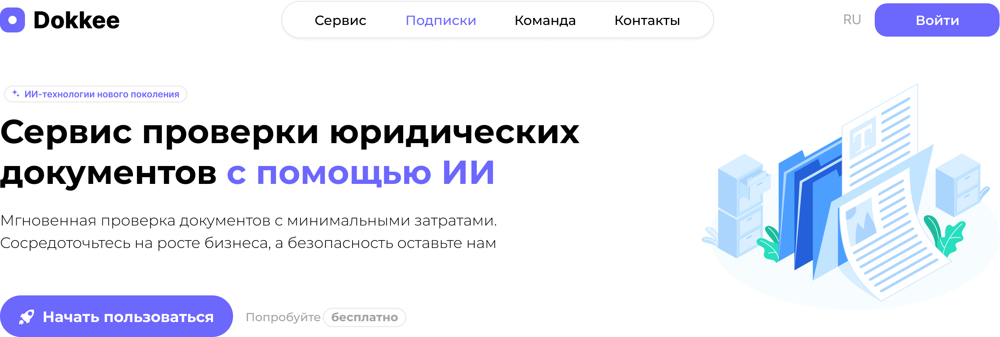 Dokkee
Сервис Подписки Команда Контакты
RU
Войти
ИИ-технологии нового поколения
Сервис проверки юридических
документов с помощью ИИ
Мгновенная проверка документов с минимальными затратами.
Сосредоточьтесь на росте бизнеса, а безопасность оставьте нам
Начать пользоваться
Попробуйте бесплатно
T